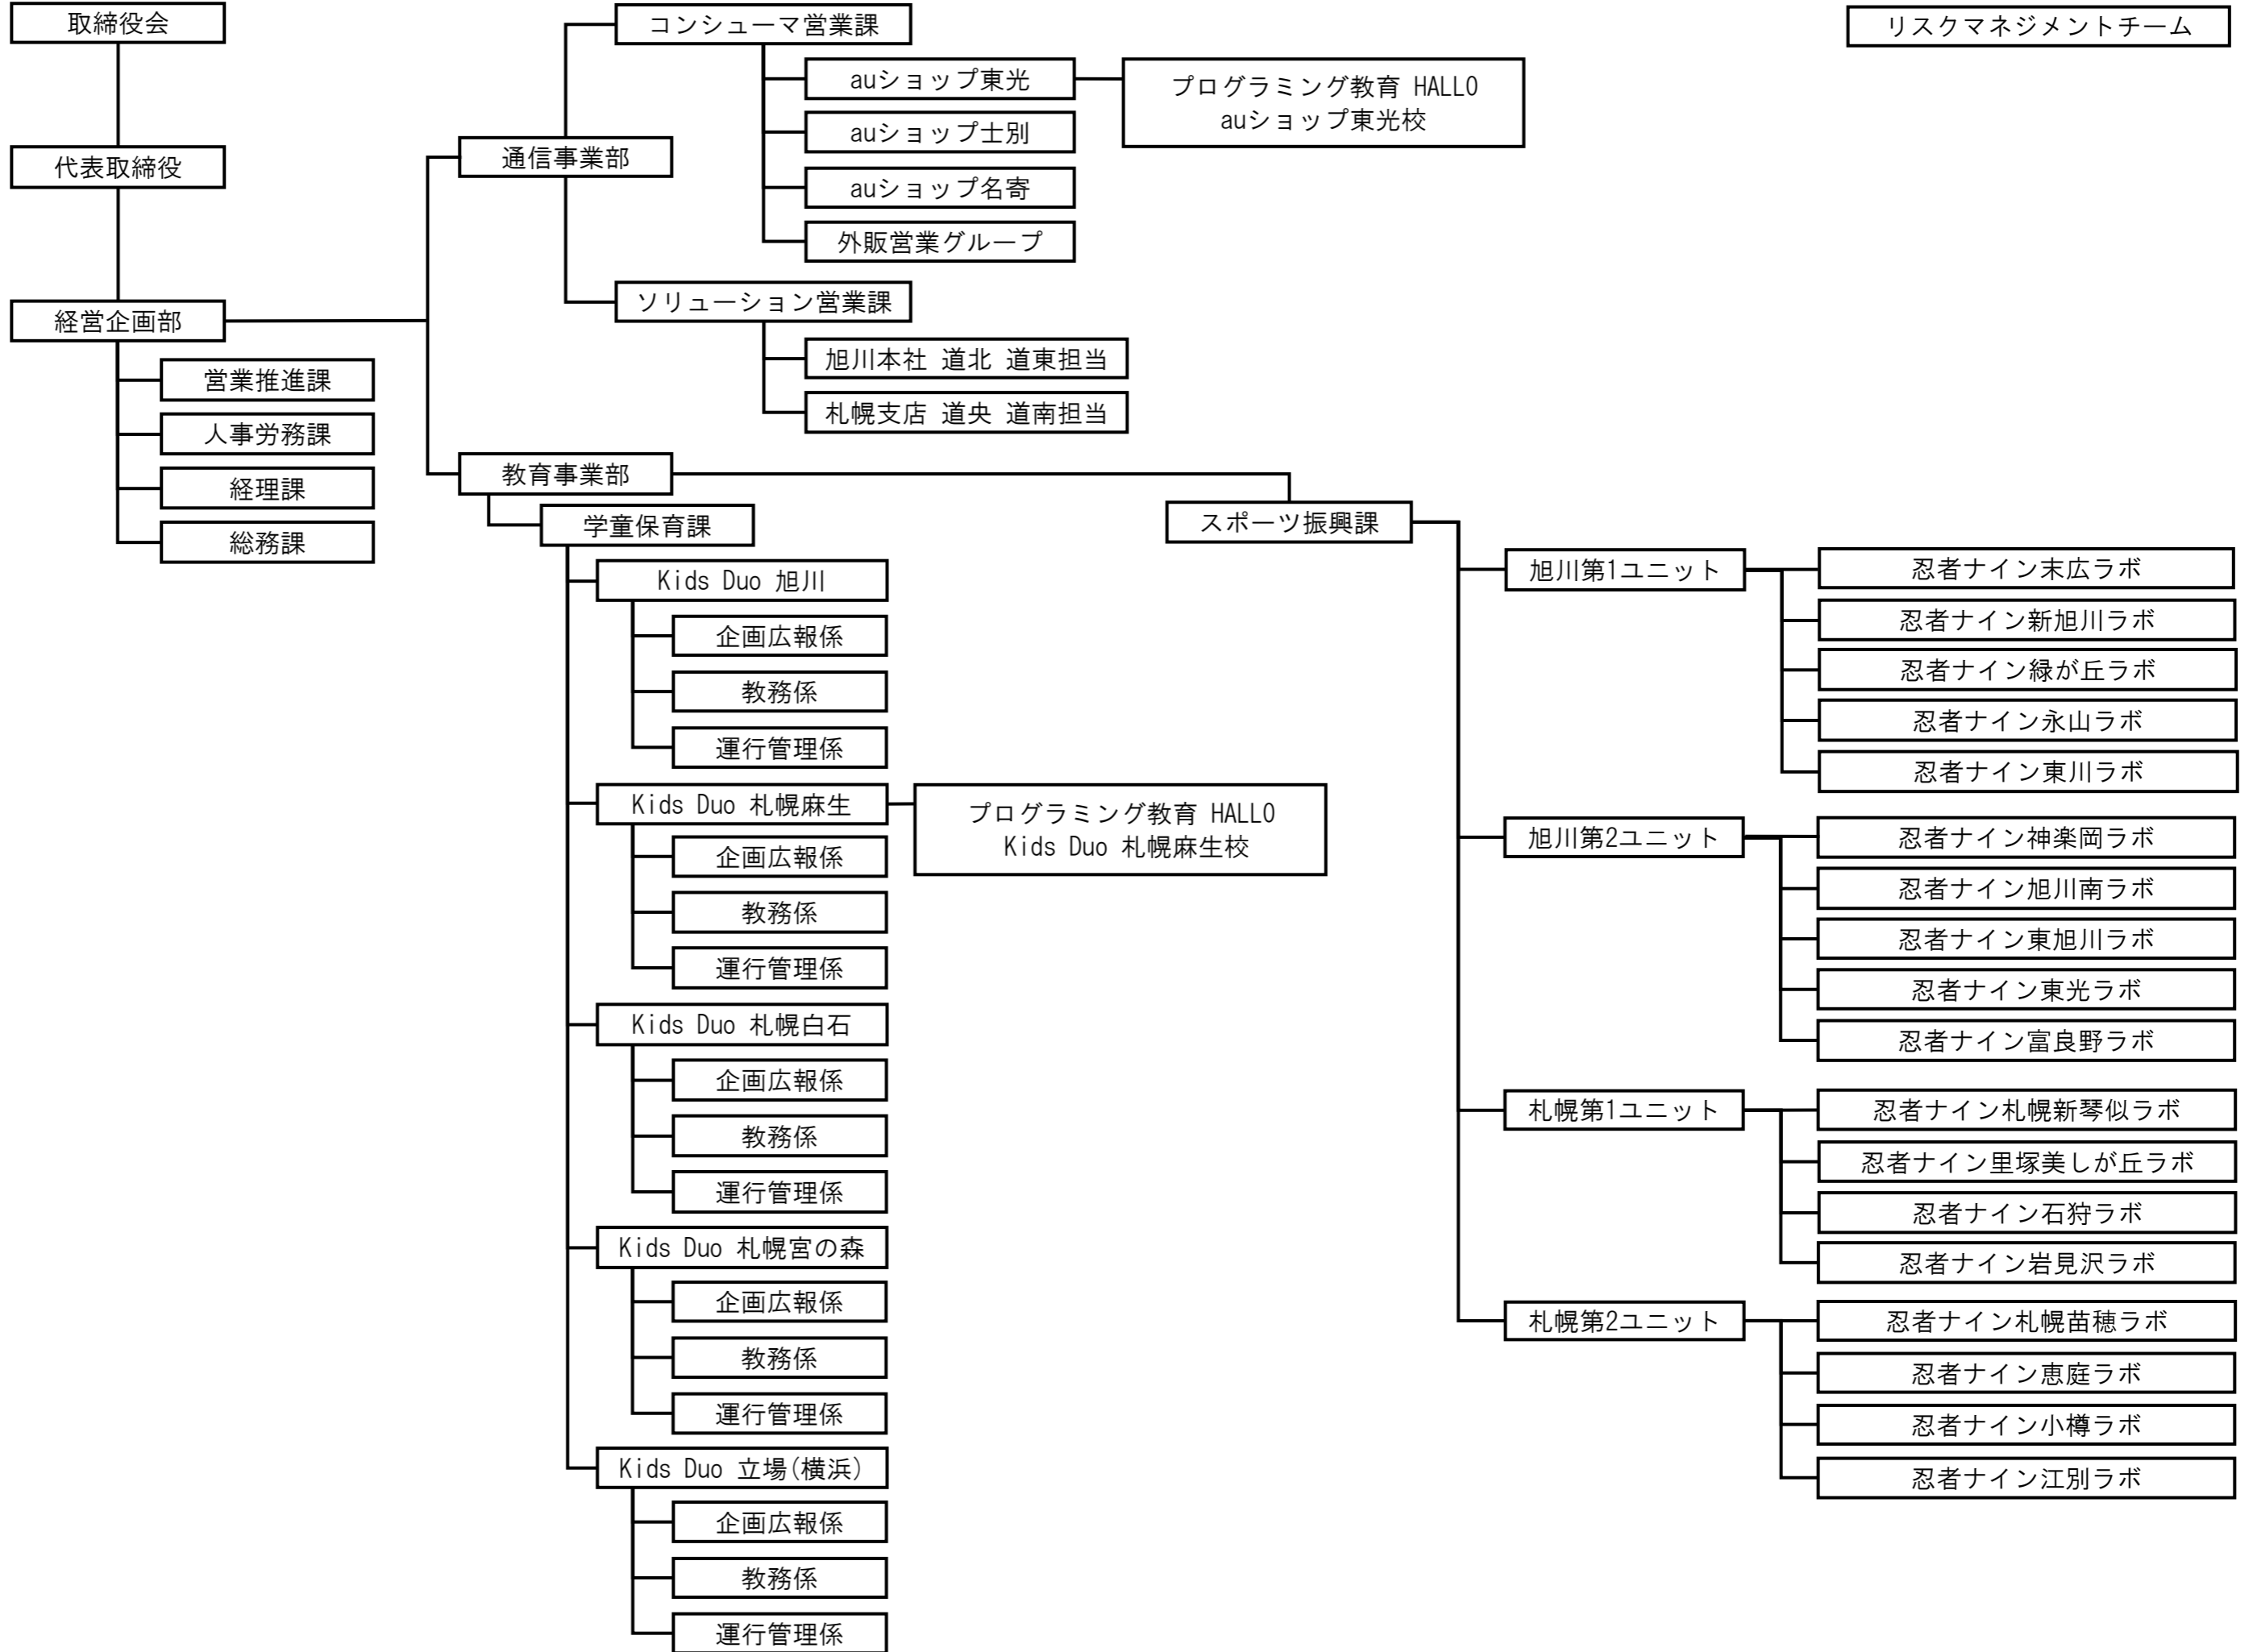 取締役会
代表取締役
経営企画部
営業推進課
人事労務課
経理課
総務課
通信事業部
コンシューマ営業課
auショップ東光
プログラミング教育 HALLO
auショップ東光校
auショップ士別
auショップ名寄
外販営業グループ
ソリューション営業課
旭川本社 道北 道東担当
札幌支店 道央 道南担当
教育事業部
学童保育課
Kids Duo 旭川
企画広報係
教務係
運行管理係
Kids Duo 札幌麻生
プログラミング教育 HALLO
Kids Duo 札幌麻生校
企画広報係
教務係
運行管理係
Kids Duo 札幌白石
企画広報係
教務係
運行管理係
Kids Duo 札幌宮の森
企画広報係
教務係
運行管理係
Kids Duo 立場(横浜)
企画広報係
教務係
運行管理係
スポーツ振興課
旭川第1ユニット
忍者ナイン末広ラボ
忍者ナイン新旭川ラボ
忍者ナイン緑が丘ラボ
忍者ナイン永山ラボ
忍者ナイン東川ラボ
旭川第2ユニット
忍者ナイン神楽岡ラボ
忍者ナイン旭川南ラボ
忍者ナイン東旭川ラボ
忍者ナイン東光ラボ
忍者ナイン富良野ラボ
札幌第1ユニット
忍者ナイン札幌新琴似ラボ
忍者ナイン里塚美しが丘ラボ
忍者ナイン石狩ラボ
忍者ナイン岩見沢ラボ
札幌第2ユニット
忍者ナイン札幌苗穂ラボ
忍者ナイン恵庭ラボ
忍者ナイン小樽ラボ
忍者ナイン江別ラボ
リスクマネジメントチーム